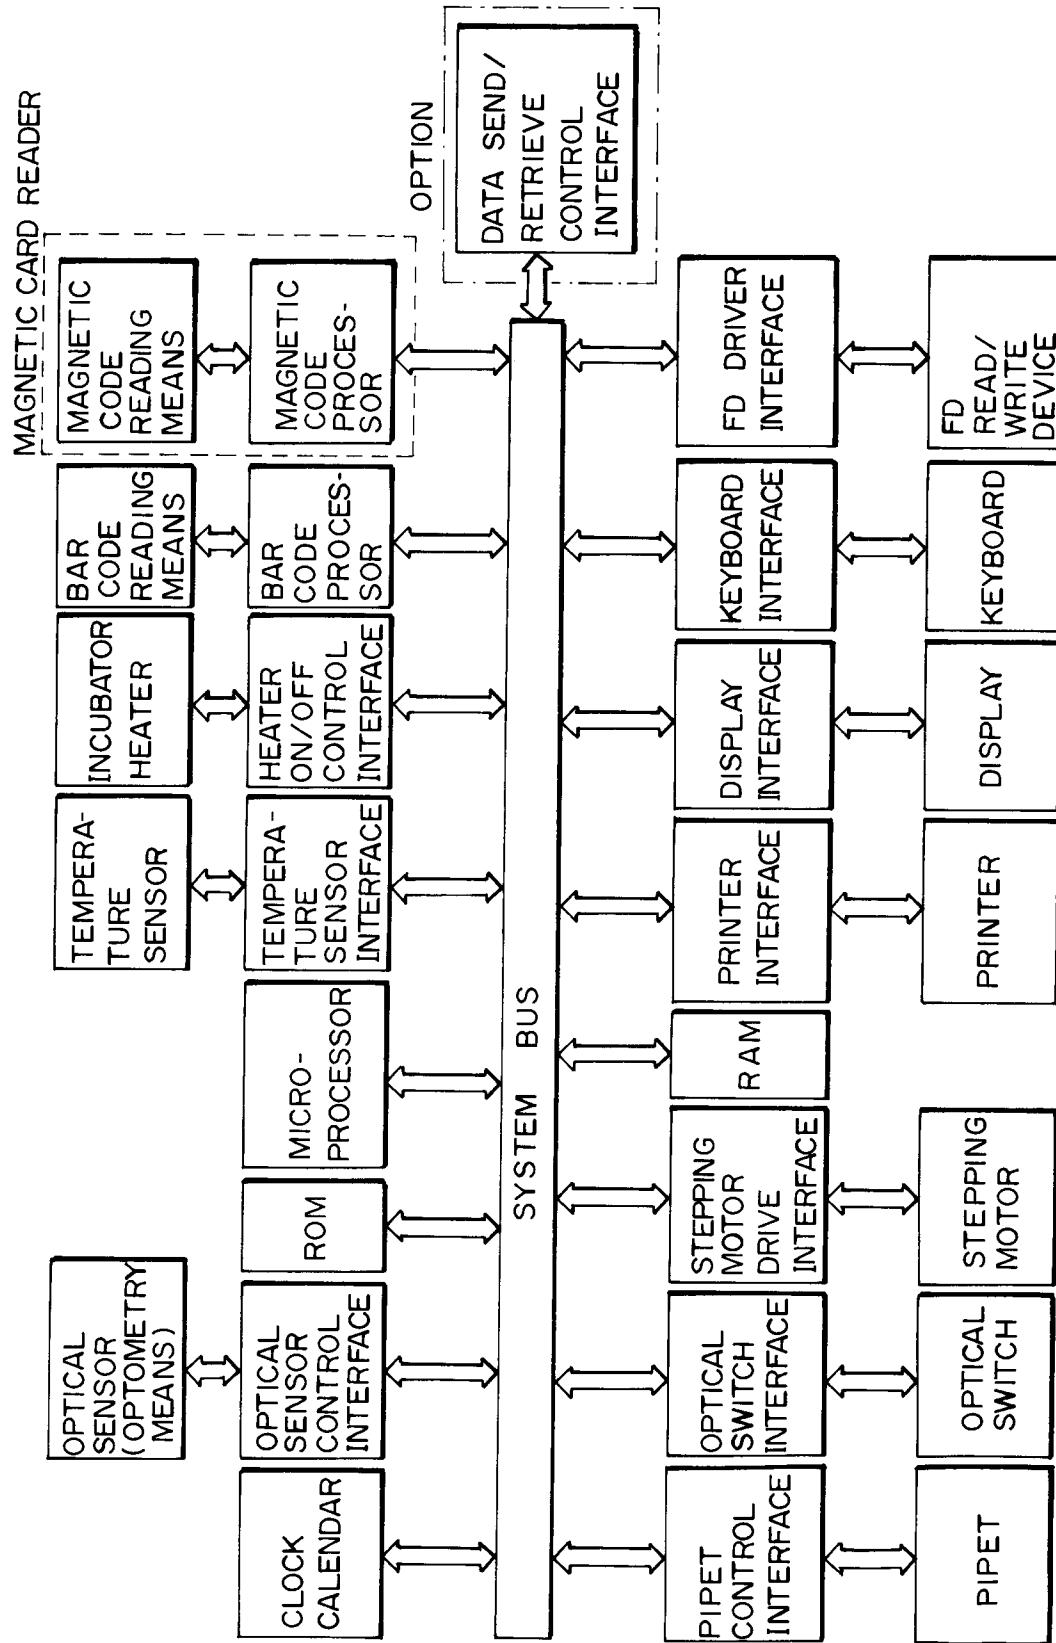 MAGNETIC CARD READER
OPTION
OPTICAL
SENSOR
(OPTOMETRY
MEANS)
TEMPERA-
TURE
SENSOR
INCUBATOR
HEATER
BAR
CODE
READING
MEANS
MAGNETIC
CODE
READING
MEANS
CLOCK
CALENDAR
OPTICAL
SENSOR
CONTROL
INTERFACE
ROM
MICRO-
PROCESSOR
TEMPERA-
TURE
SENSOR
INTERFACE
HEATER
ON/OFF
CONTROL
INTERFACE
BAR
CODE
PROCES-
SOR
MAGNETIC
CODE
PROCES-
SOR
DATA SEND/
RETRIEVE
CONTROL
INTERFACE
SYSTEM BUS
PIPET
CONTROL
INTERFACE
OPTICAL
SWITCH
INTERFACE
STEPPING
MOTOR
DRIVE
INTERFACE
RAM
PRINTER
INTERFACE
DISPLAY
INTERFACE
KEYBOARD
INTERFACE
FD DRIVER
INTERFACE
PIPET
OPTICAL
SWITCH
STEPPING
MOTOR
PRINTER
DISPLAY
KEYBOARD
FD
READ/
WRITE
DEVICE